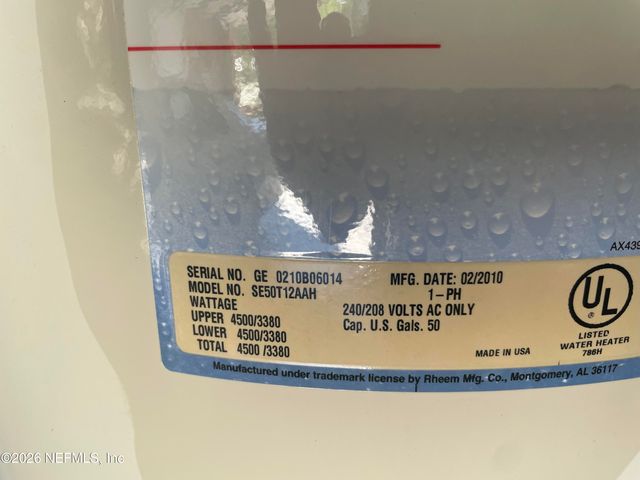 AX439
SERIAL NO. GE 0210B06014 MFG. DATE: 02/2010
MODEL NO. SE50T12AAH 1-PH
WATTAGE 240/208 VOLTS AC ONLY
UPPER 4500/3380 Cap. U.S. Gals. 50
LOWER 4500/3380
TOTAL 4500 /3380 MADE IN USA
UL
LISTED
WATER HEATER
786H
Manufactured under trademark license by Rheem Mfg. Co., Montgomery, AL 36117
©2026 NEFMLS, Inc